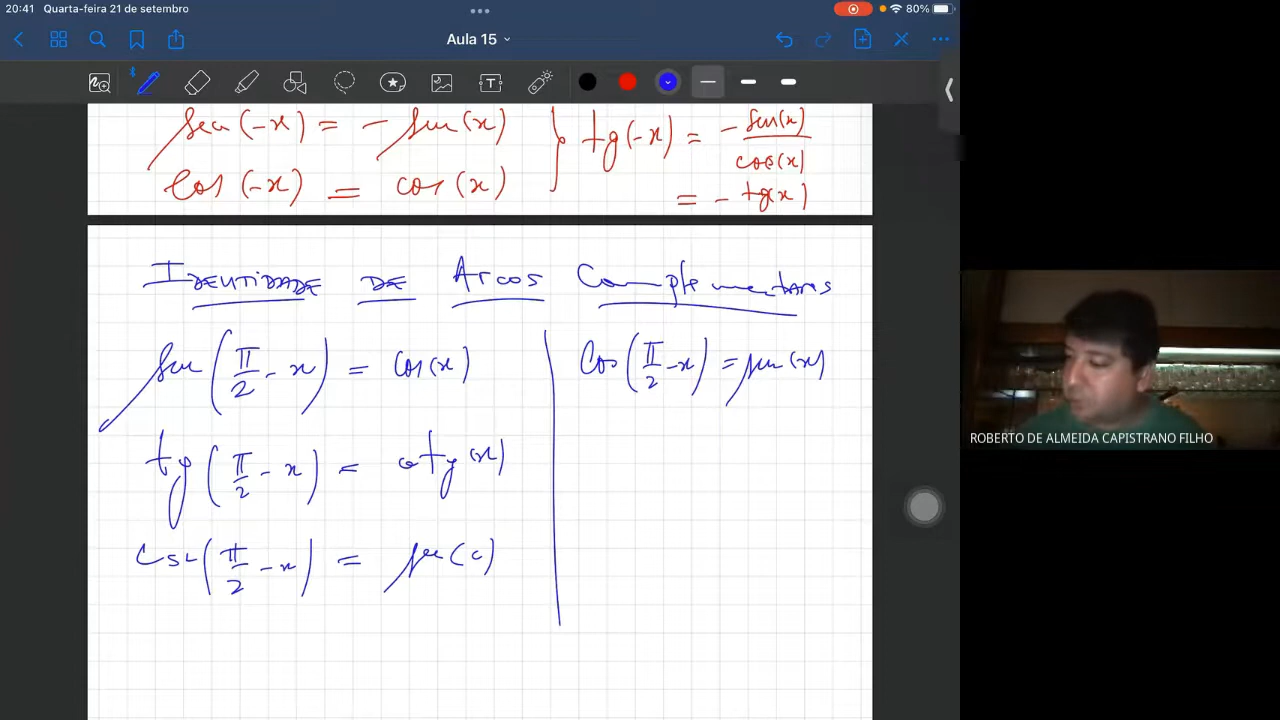 20:41 Quarta-feira 21 de setembro
80%
Aula 15
sen(-x) = - sen(x)
cos(-x) = cos(x)
tg(-x) = -sen(x)/cos(x)
= - tg(x)
IDENTIDADE DE Arcos Complementares
sen(π/2 - x) = cos(x)
cos(π/2 - x) = sen(x)
tg(π/2 - x) = cotg(x)
csc(π/2 - x) =
ROBERTO DE ALMEIDA CAPISTRANO FILHO